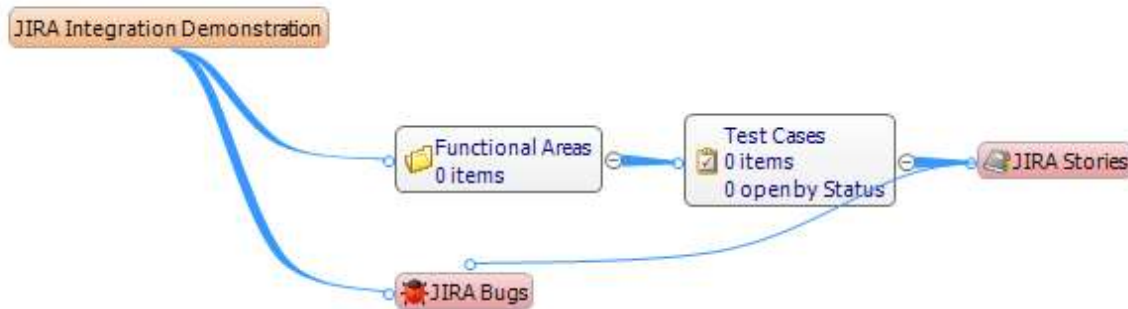 JIRA Integration Demonstration
Functional Areas
0 items
Test Cases
0 items
0 open by Status
JIRA Stories
JIRA Bugs